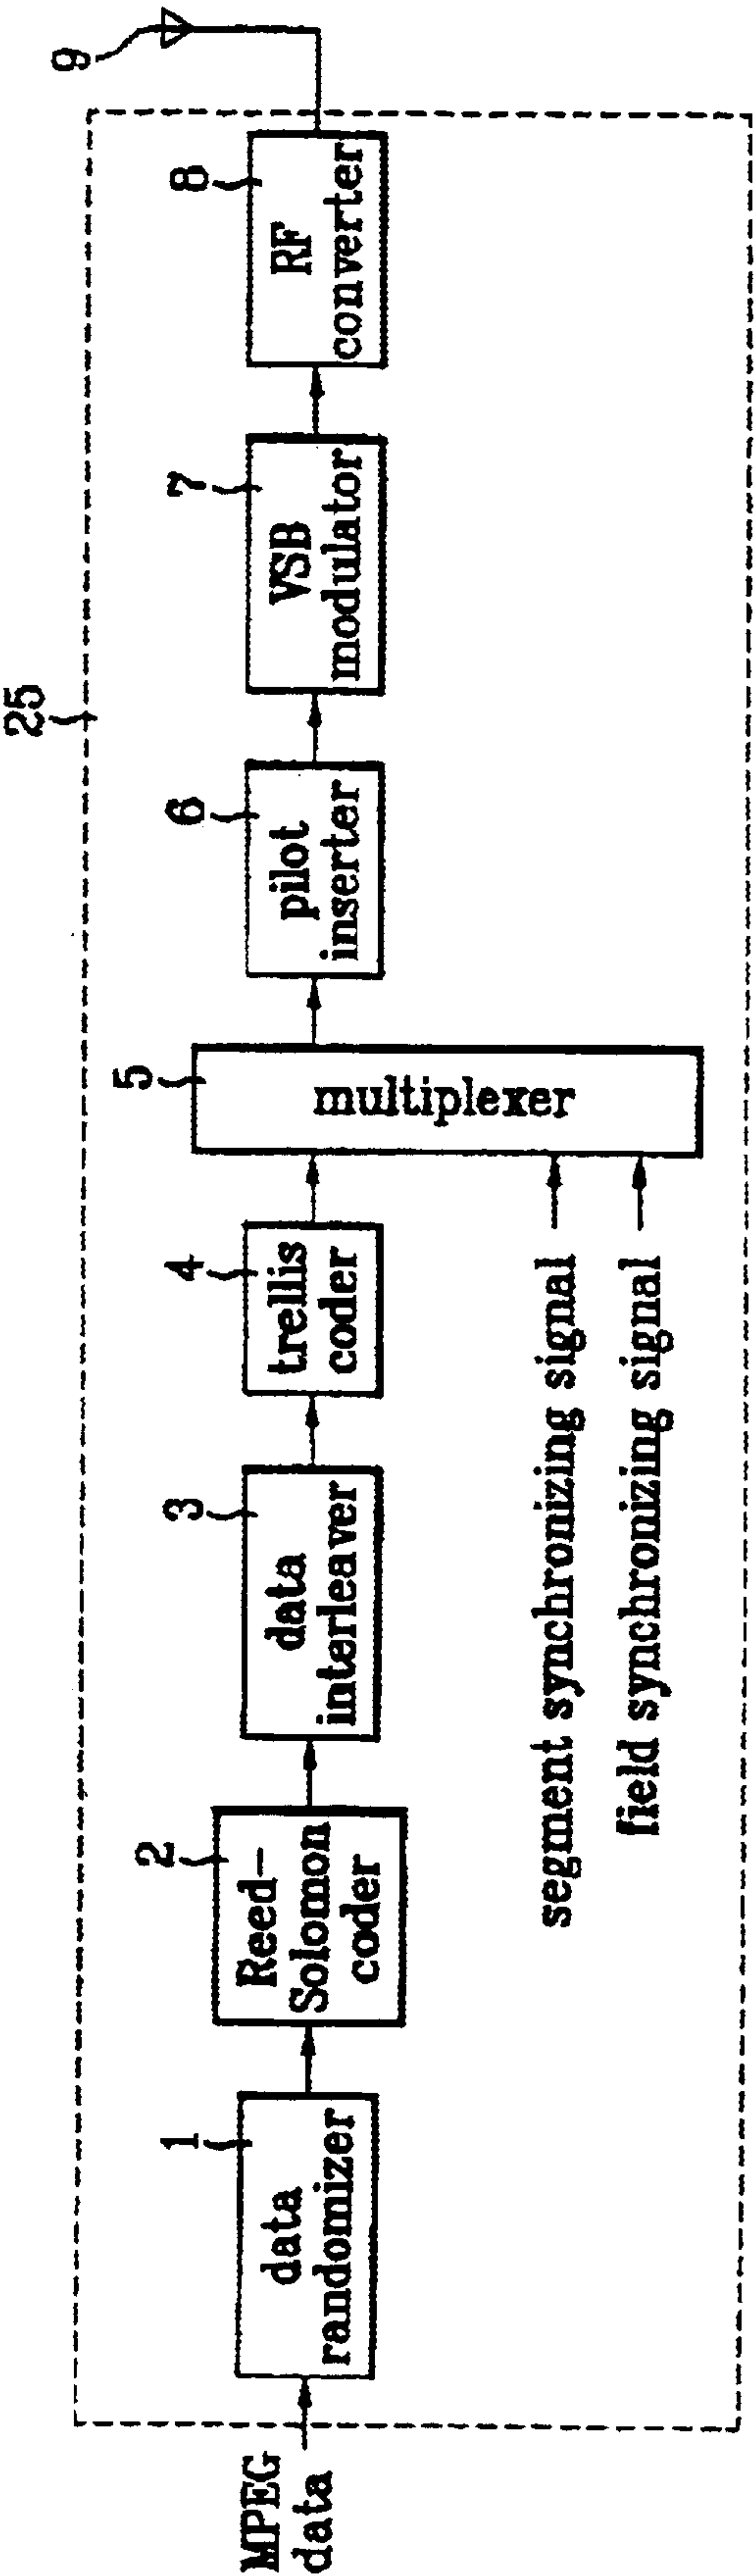 25
MPEG
data
1
data
randomizer
2
Reed-
Solomon
coder
3
data
interleaver
4
trellis
coder
5
multiplexer
segment synchronizing signal
field synchronizing signal
6
pilot
inserter
7
VSB
modulator
8
RF
converter
9